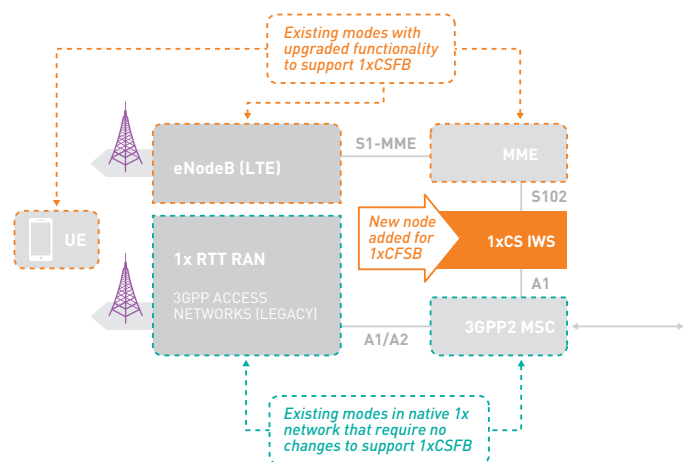 Existing modes with
upgraded functionality
to support 1xCSFB
eNodeB (LTE)
S1-MME
MME
S102
UE
New node
added for
1xCFSB
1xCS IWS
1x RTT RAN
3GPP ACCESS
NETWORKS (LEGACY)
A1
A1/A2
3GPP2 MSC
Existing modes in native 1x
network that require no
changes to support 1xCSFB